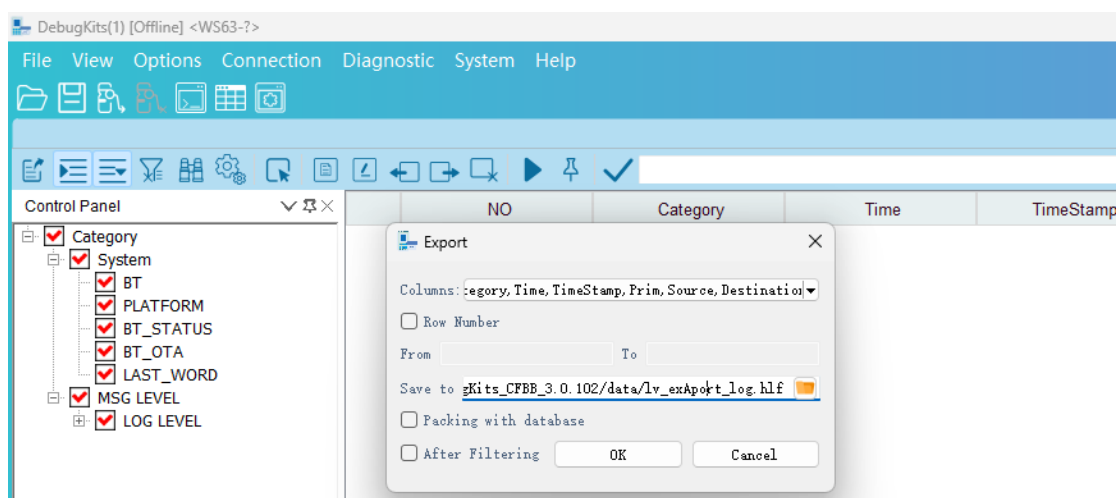 DebugKits(1) [Offline] <WS63-?>
File View Options Connection Diagnostic System Help
Control Panel
NO Category Time TimeStamp
Category
System
BT
PLATFORM
BT_STATUS
BT_OTA
LAST_WORD
MSG LEVEL
LOG LEVEL
Export
Columns: tegory, Time, TimeStamp, Prim, Source, Destination
Row Number
From To
Save to gKits_CFBB_3.0.102/data/lv_exAport_log.hlf
Packing with database
After Filtering OK Cancel